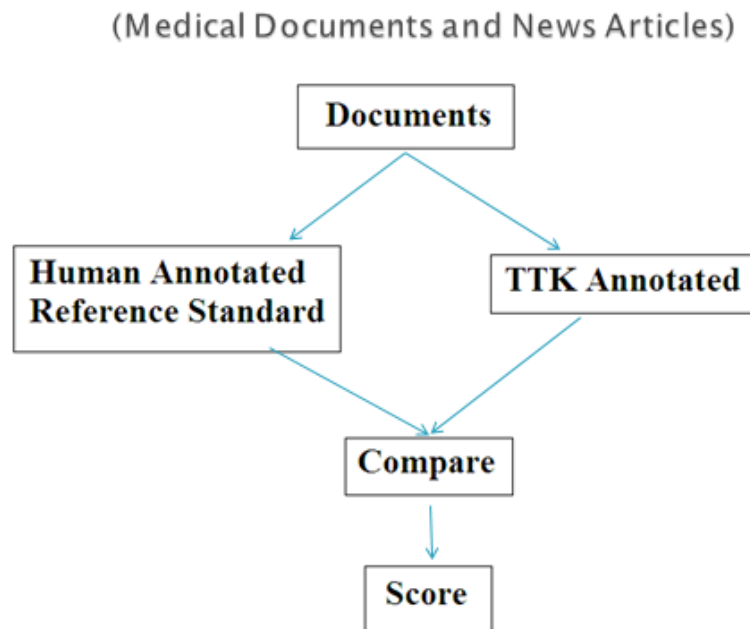 (Medical Documents and News Articles)
Documents
Human Annotated
Reference Standard
TTK Annotated
Compare
Score